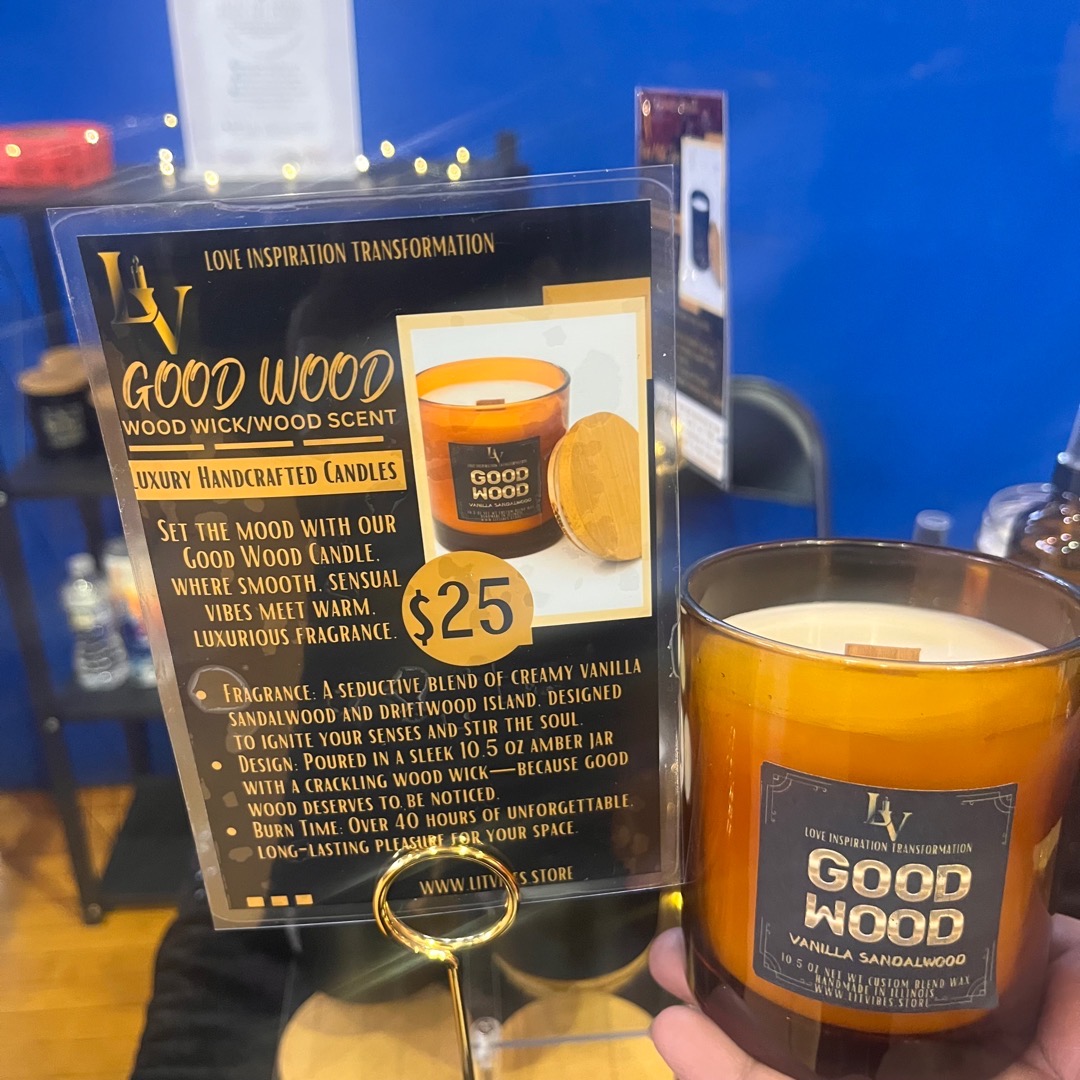 LOVE INSPIRATION TRANSFORMATION
LV
GOOD WOOD
WOOD WICK/WOOD SCENT
LUXURY HANDCRAFTED CANDLES
SET THE MOOD WITH OUR
GOOD WOOD CANDLE,
WHERE SMOOTH, SENSUAL
VIBES MEET WARM,
LUXURIOUS FRAGRANCE.
LV
GOOD
WOOD
VANILLA SANDALWOOD
$25
• FRAGRANCE: A SEDUCTIVE BLEND OF CREAMY VANILLA
SANDALWOOD AND DRIFTWOOD ISLAND, DESIGNED
TO IGNITE YOUR SENSES AND STIR THE SOUL.
• DESIGN: POURED IN A SLEEK 10.5 OZ AMBER JAR
WITH A CRACKLING WOOD WICK—BECAUSE GOOD
WOOD DESERVES TO BE NOTICED.
• BURN TIME: OVER 40 HOURS OF UNFORGETTABLE,
LONG-LASTING PLEASURE FOR YOUR SPACE.
WWW.LITVIBES.STORE
LV
LOVE INSPIRATION TRANSFORMATION
GOOD
WOOD
VANILLA SANDALWOOD
10.5 OZ NET WT CUSTOM BLEND WAX
HANDMADE IN ILLINOIS
WWW.LITVIBES.STORE